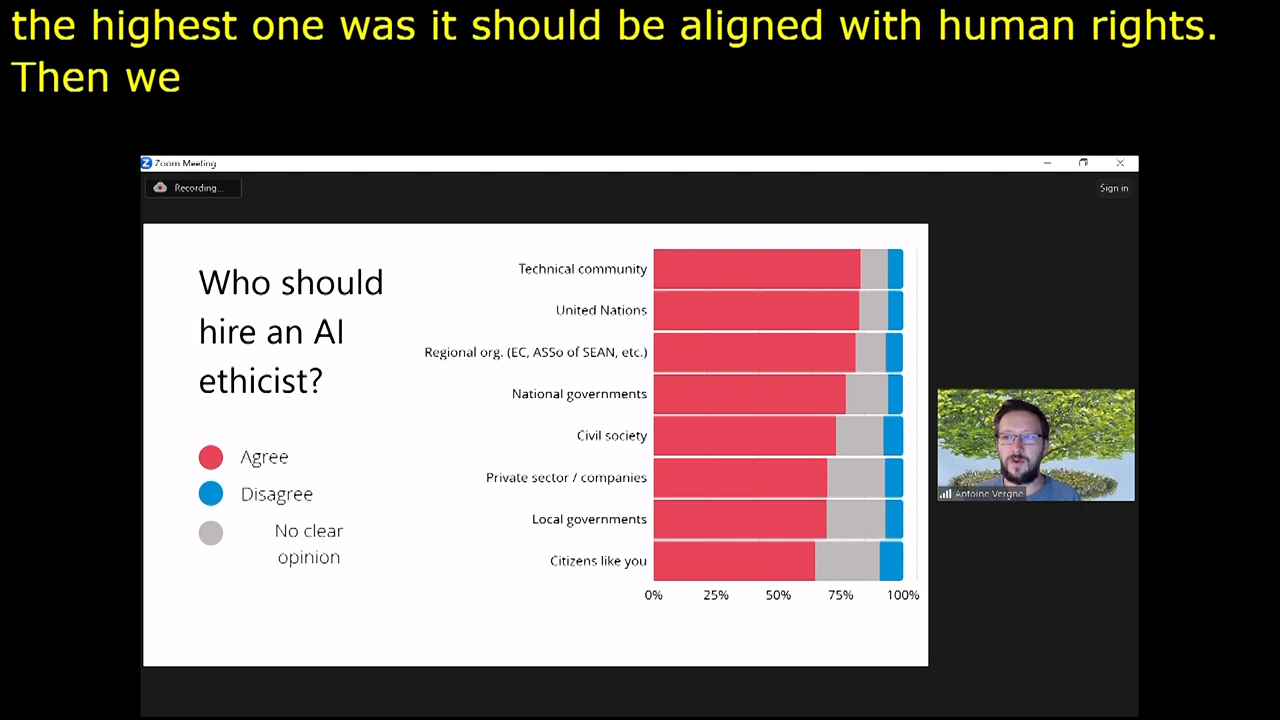 the highest one was it should be aligned with human rights.
Then we
Zoom Meeting
Recording...
Sign in
Who should
hire an AI
ethicist?
Agree
Disagree
No clear
opinion
Technical community
United Nations
Regional org. (EC, ASSo of SEAN, etc.)
National governments
Civil society
Private sector / companies
Local governments
Citizens like you
0% 25% 50% 75% 100%
Antoine Vergne